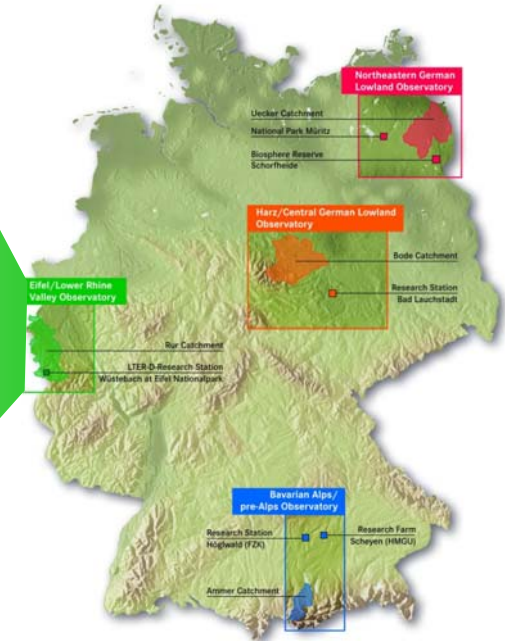 Northeastern German
Lowland Observatory
Uecker Catchment
National Park Müritz
Biosphere Reserve
Schorfheide
Harz/Central German Lowland
Observatory
Bode Catchment
Research Station
Bad Lauchstadt
Eifel/Lower Rhine
Valley Observatory
Rur Catchment
LTER-D-Research Station
Wüstebach at Eifel Nationalpark
Bavarian Alps/
pre-Alps Observatory
Research Station
Höglwald (FZK)
Research Farm
Scheyen (HMGU)
Ammer Catchment